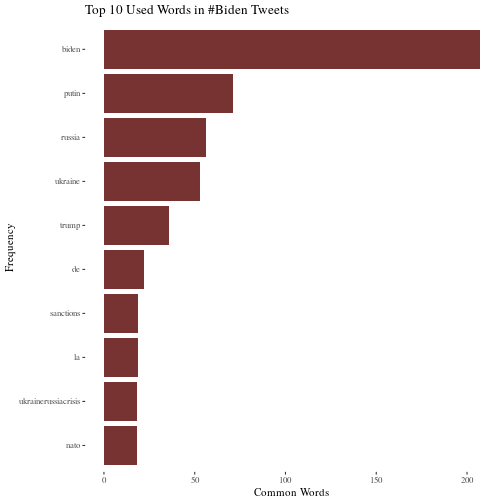 Top 10 Used Words in #Biden Tweets
biden
putin
russia
ukraine
trump
de
sanctions
la
ukrainerussiacrisis
nato
Frequency
0 50 100 150 200
Common Words